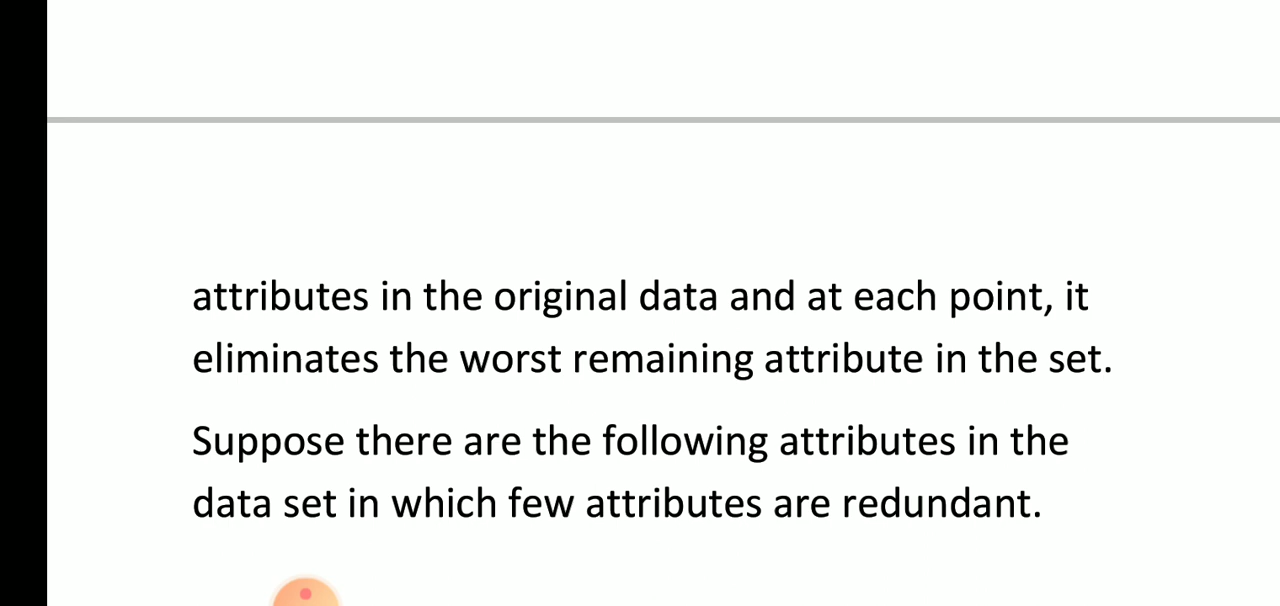 attributes in the original data and at each point, it
eliminates the worst remaining attribute in the set.
Suppose there are the following attributes in the
data set in which few attributes are redundant.